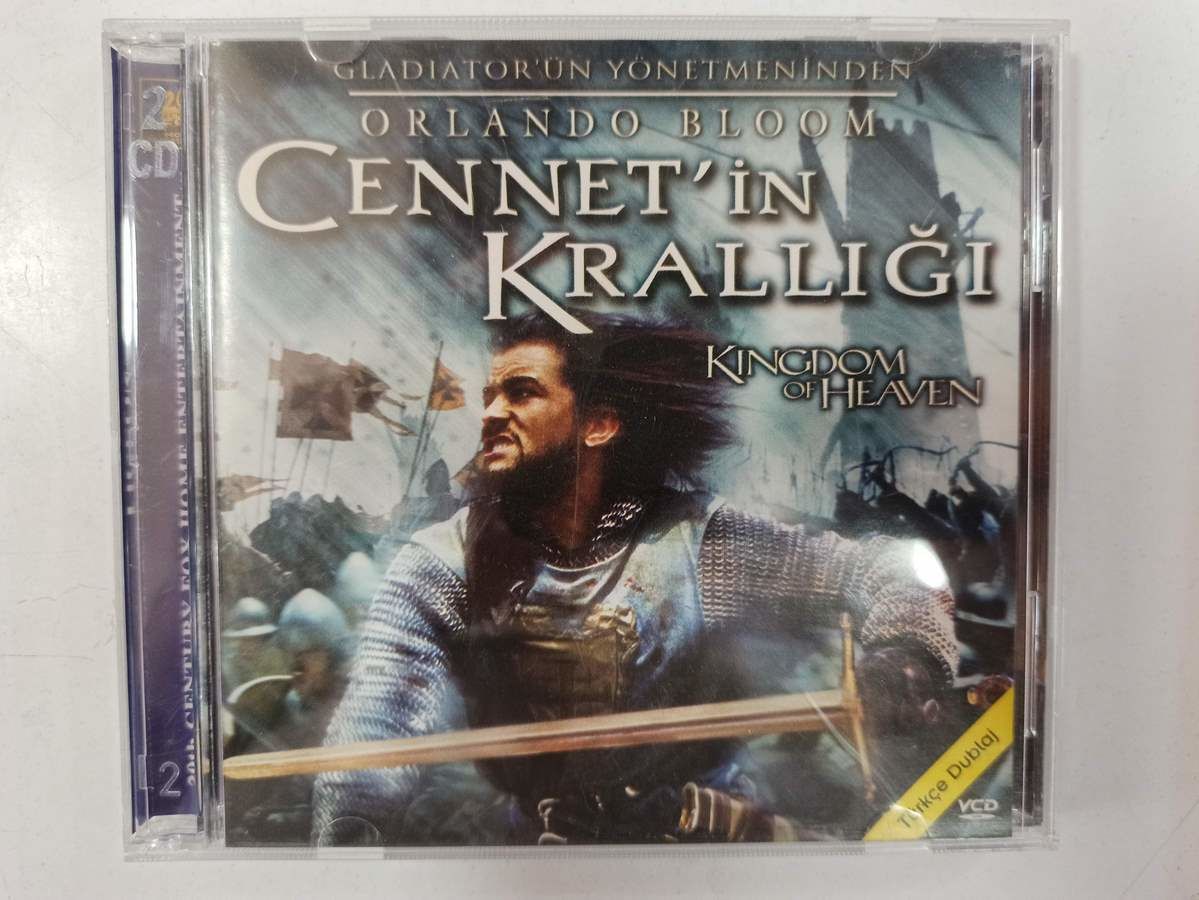 GLADIATOR'ÜN YÖNETMENİNDEN
ORLANDO BLOOM
CENNET'İN
KRALLIĞI
KINGDOM
OF HEAVEN
Türkçe Dublaj
VCD
2
CD
20th CENTURY FOX HOME ENTERTAINMENT
2